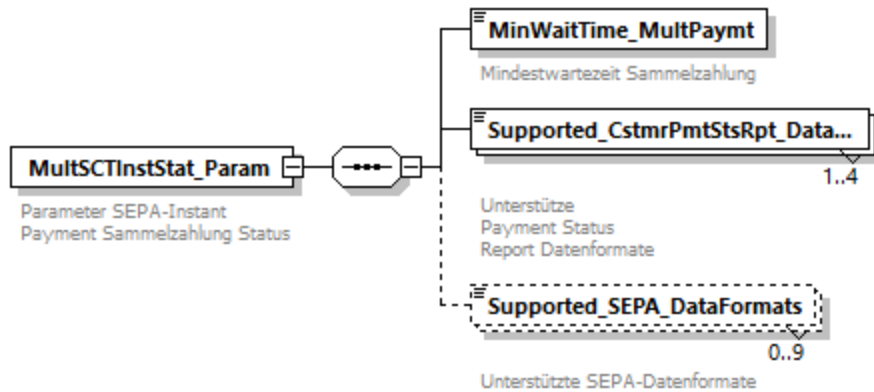 MinWaitTime_MultPaymt
Mindestwartezeit Sammelzahlung
Supported_CstmrPmtStsRpt_Data...
1..4
MultSCTInstStat_Param
Parameter SEPA-Instant
Payment Sammelzahlung Status
Unterstütze
Payment Status
Report Datenformate
Supported_SEPA_DataFormats
0..9
Unterstützte SEPA-Datenformate